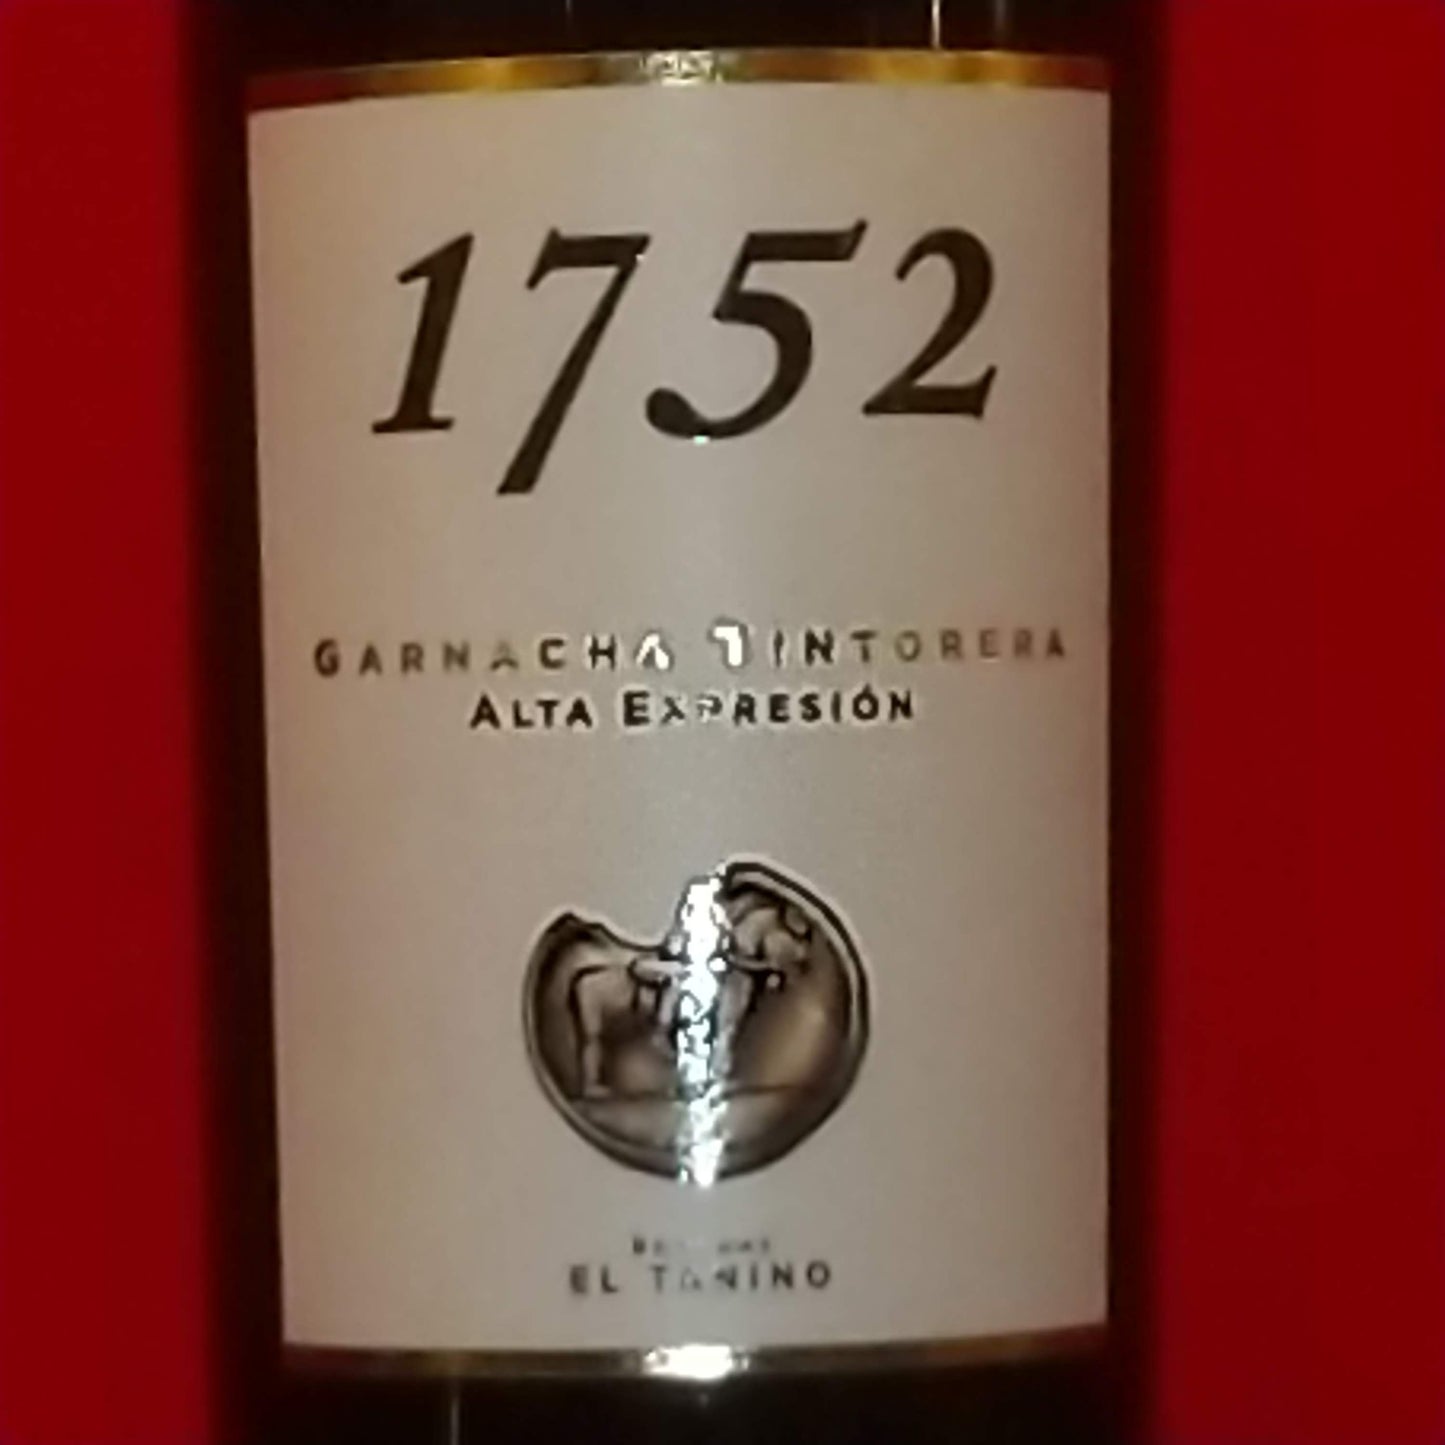 1752
GARNACHA TINTORERA
ALTA EXPRESIÓN
EL TANINO